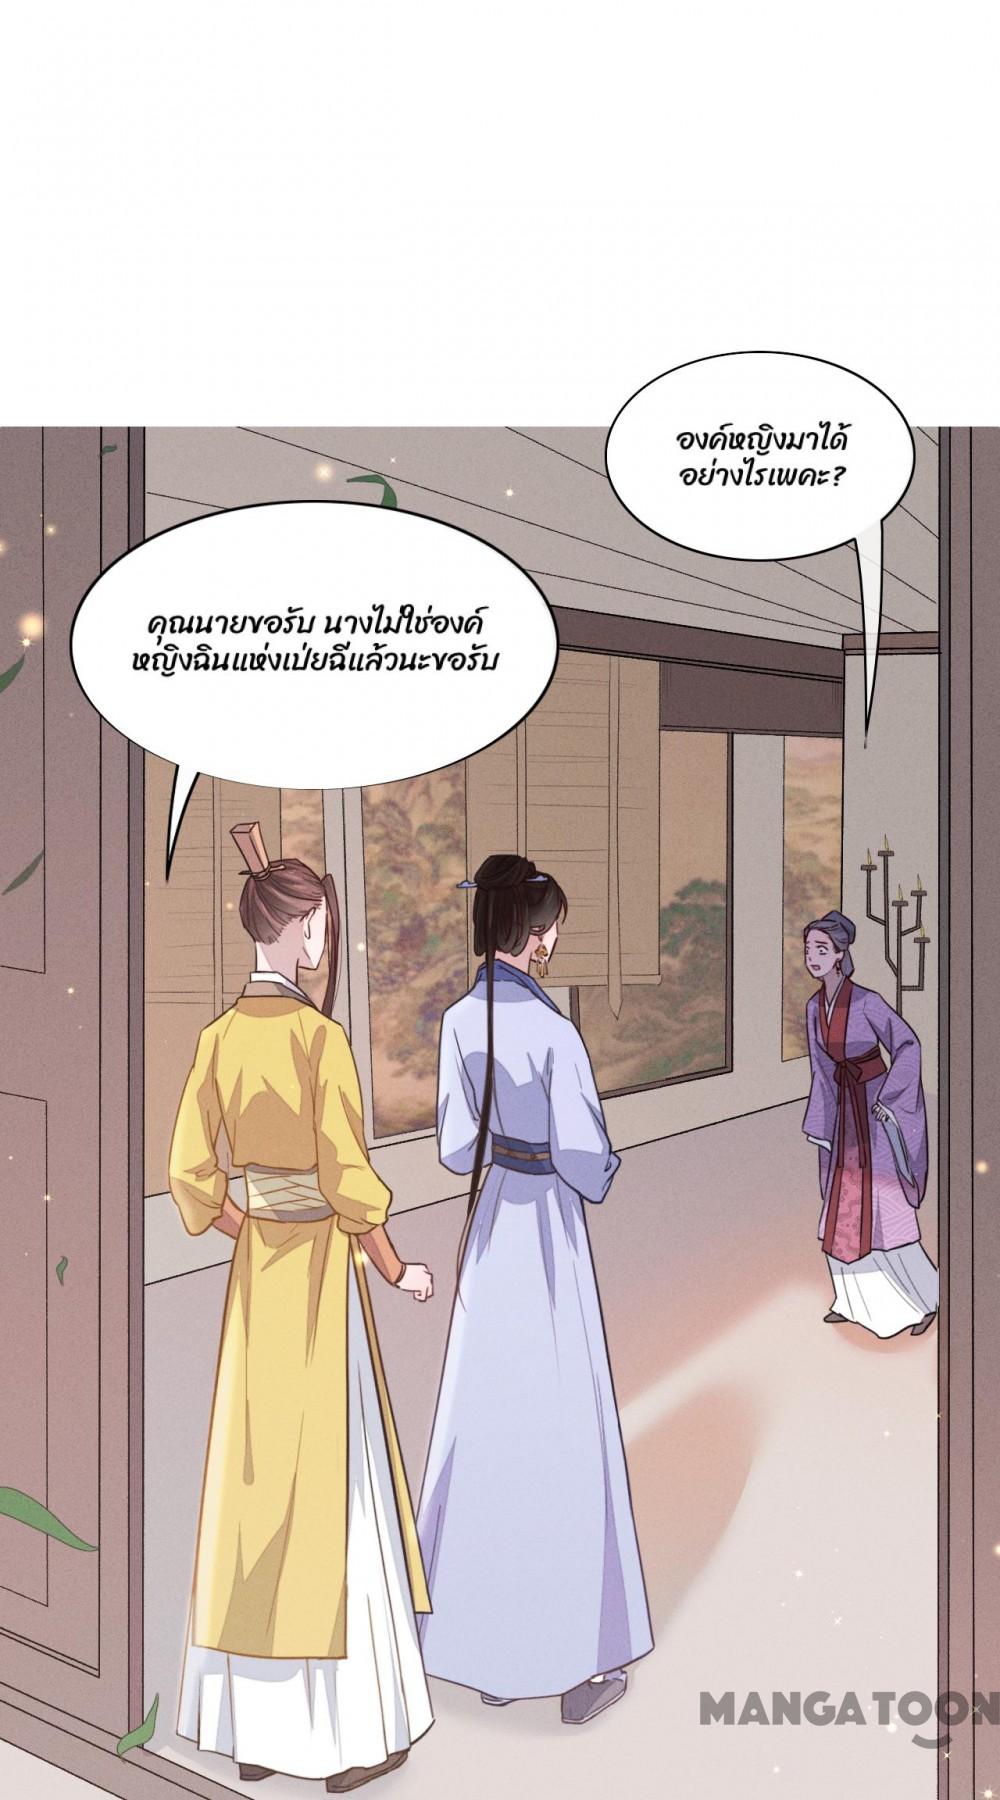 องค์หญิงมาได้
อย่างไรเพคะ?
คุณนายขอรับ นางไม่ใช่องค์
หญิงฉินแห่งเป่ยฉีแล้วนะขอรับ
MANGATOON